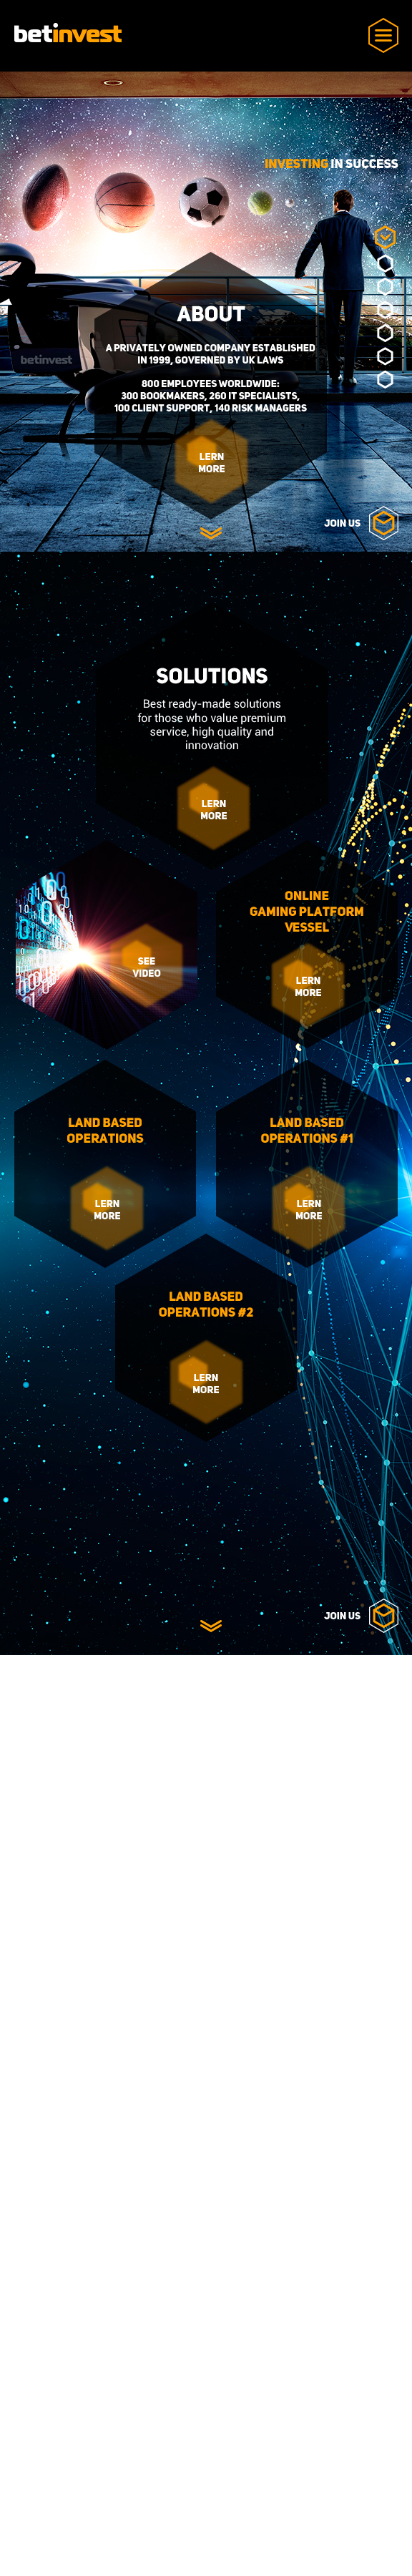 betinvest
INVESTING IN SUCCESS
ABOUT
A PRIVATELY OWNED COMPANY ESTABLISHED
IN 1999, GOVERNED BY UK LAWS
800 EMPLOYEES WORLDWIDE:
300 BOOKMAKERS, 260 IT SPECIALISTS,
100 CLIENT SUPPORT, 140 RISK MANAGERS
betinvest
LERN
MORE
JOIN US
SOLUTIONS
Best ready-made solutions
for those who value premium
service, high quality and
innovation
LERN
MORE
SEE
VIDEO
ONLINE
GAMING PLATFORM
VESSEL
LERN
MORE
LAND BASED
OPERATIONS
LERN
MORE
LAND BASED
OPERATIONS #1
LERN
MORE
LAND BASED
OPERATIONS #2
LERN
MORE
JOIN US